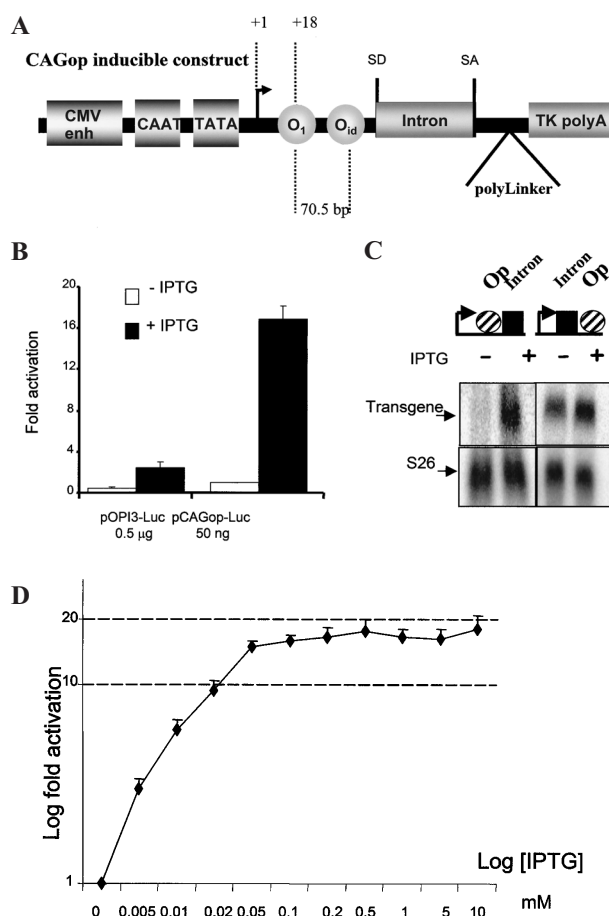 A
+1
+18
CAGop inducible construct
SD
SA
CMV
enh
CAAT
TATA
O1
Oid
Intron
TK polyA
70.5 bp
polyLinker
B
20
16
12
8
4
0
Fold activation
- IPTG
+ IPTG
pOPI3-Luc
0.5 µg
pCAGop-Luc
50 ng
C
Op
Intron
Intron
Op
IPTG
- + - +
Transgene
S26
D
20
10
1
Log fold activation
Log [IPTG]
0 0.005 0.01 0.02 0.05 0.1 0.2 0.5 1 5 10
mM